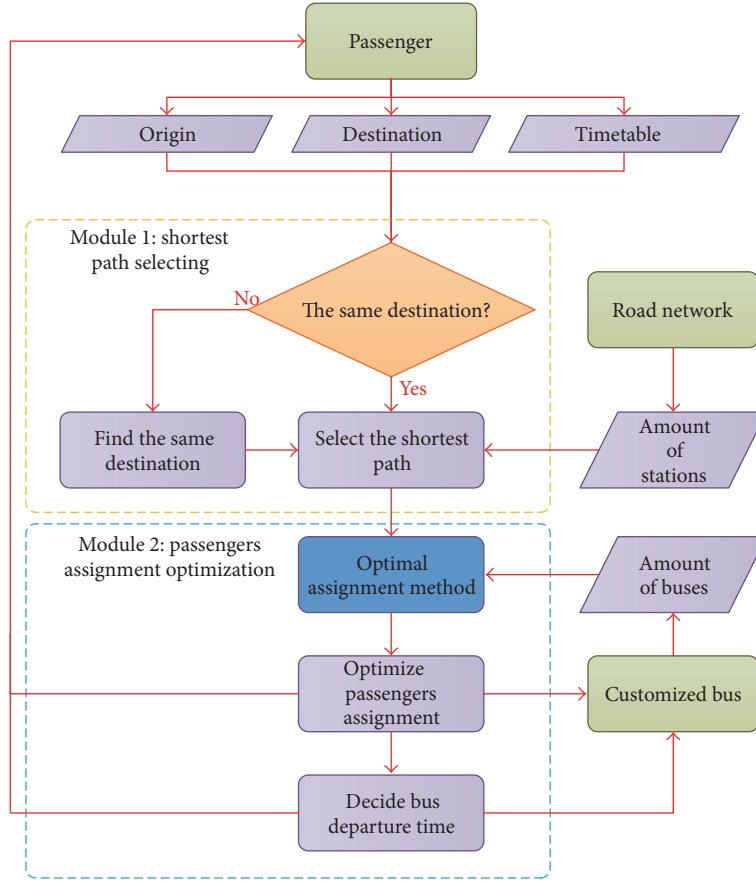 Passenger
Origin
Destination
Timetable
Module 1: shortest
path selecting
No
The same destination?
Road network
Yes
Find the same
destination
Select the shortest
path
Amount
of
stations
Module 2: passengers
assignment optimization
Optimal
assignment method
Amount
of buses
Optimize
passengers
assignment
Customized bus
Decide bus
departure time